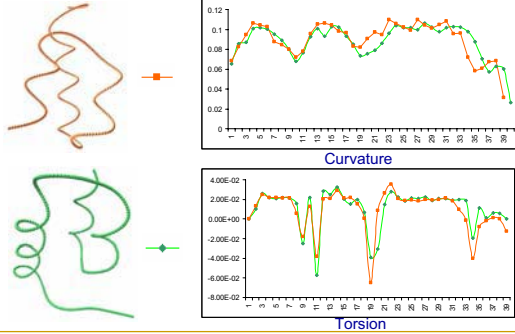 0.12
0.1
0.08
0.06
0.04
0.02
0
1 3 5 7 9 11 13 15 17 19 21 23 25 27 29 31 33 35 37 39
Curvature
4.00E-02
2.00E-02
0.00E+00
-2.00E-02
-4.00E-02
-6.00E-02
-8.00E-02
1 3 5 7 9 11 13 15 17 19 21 23 25 27 29 31 33 35 37 39
Torsion